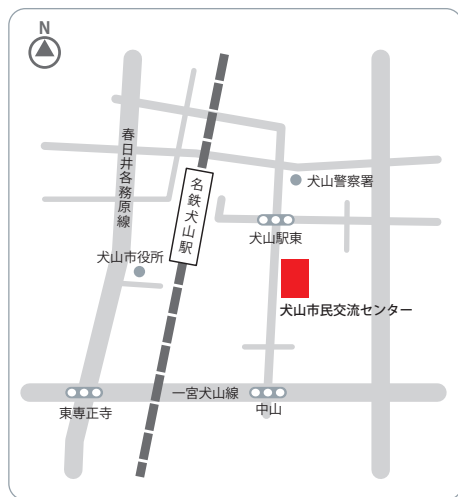 N
春日井各務原線
名鉄犬山駅
犬山警察署
犬山駅東
犬山市役所
犬山市民交流センター
一宮犬山線
東専正寺
中山